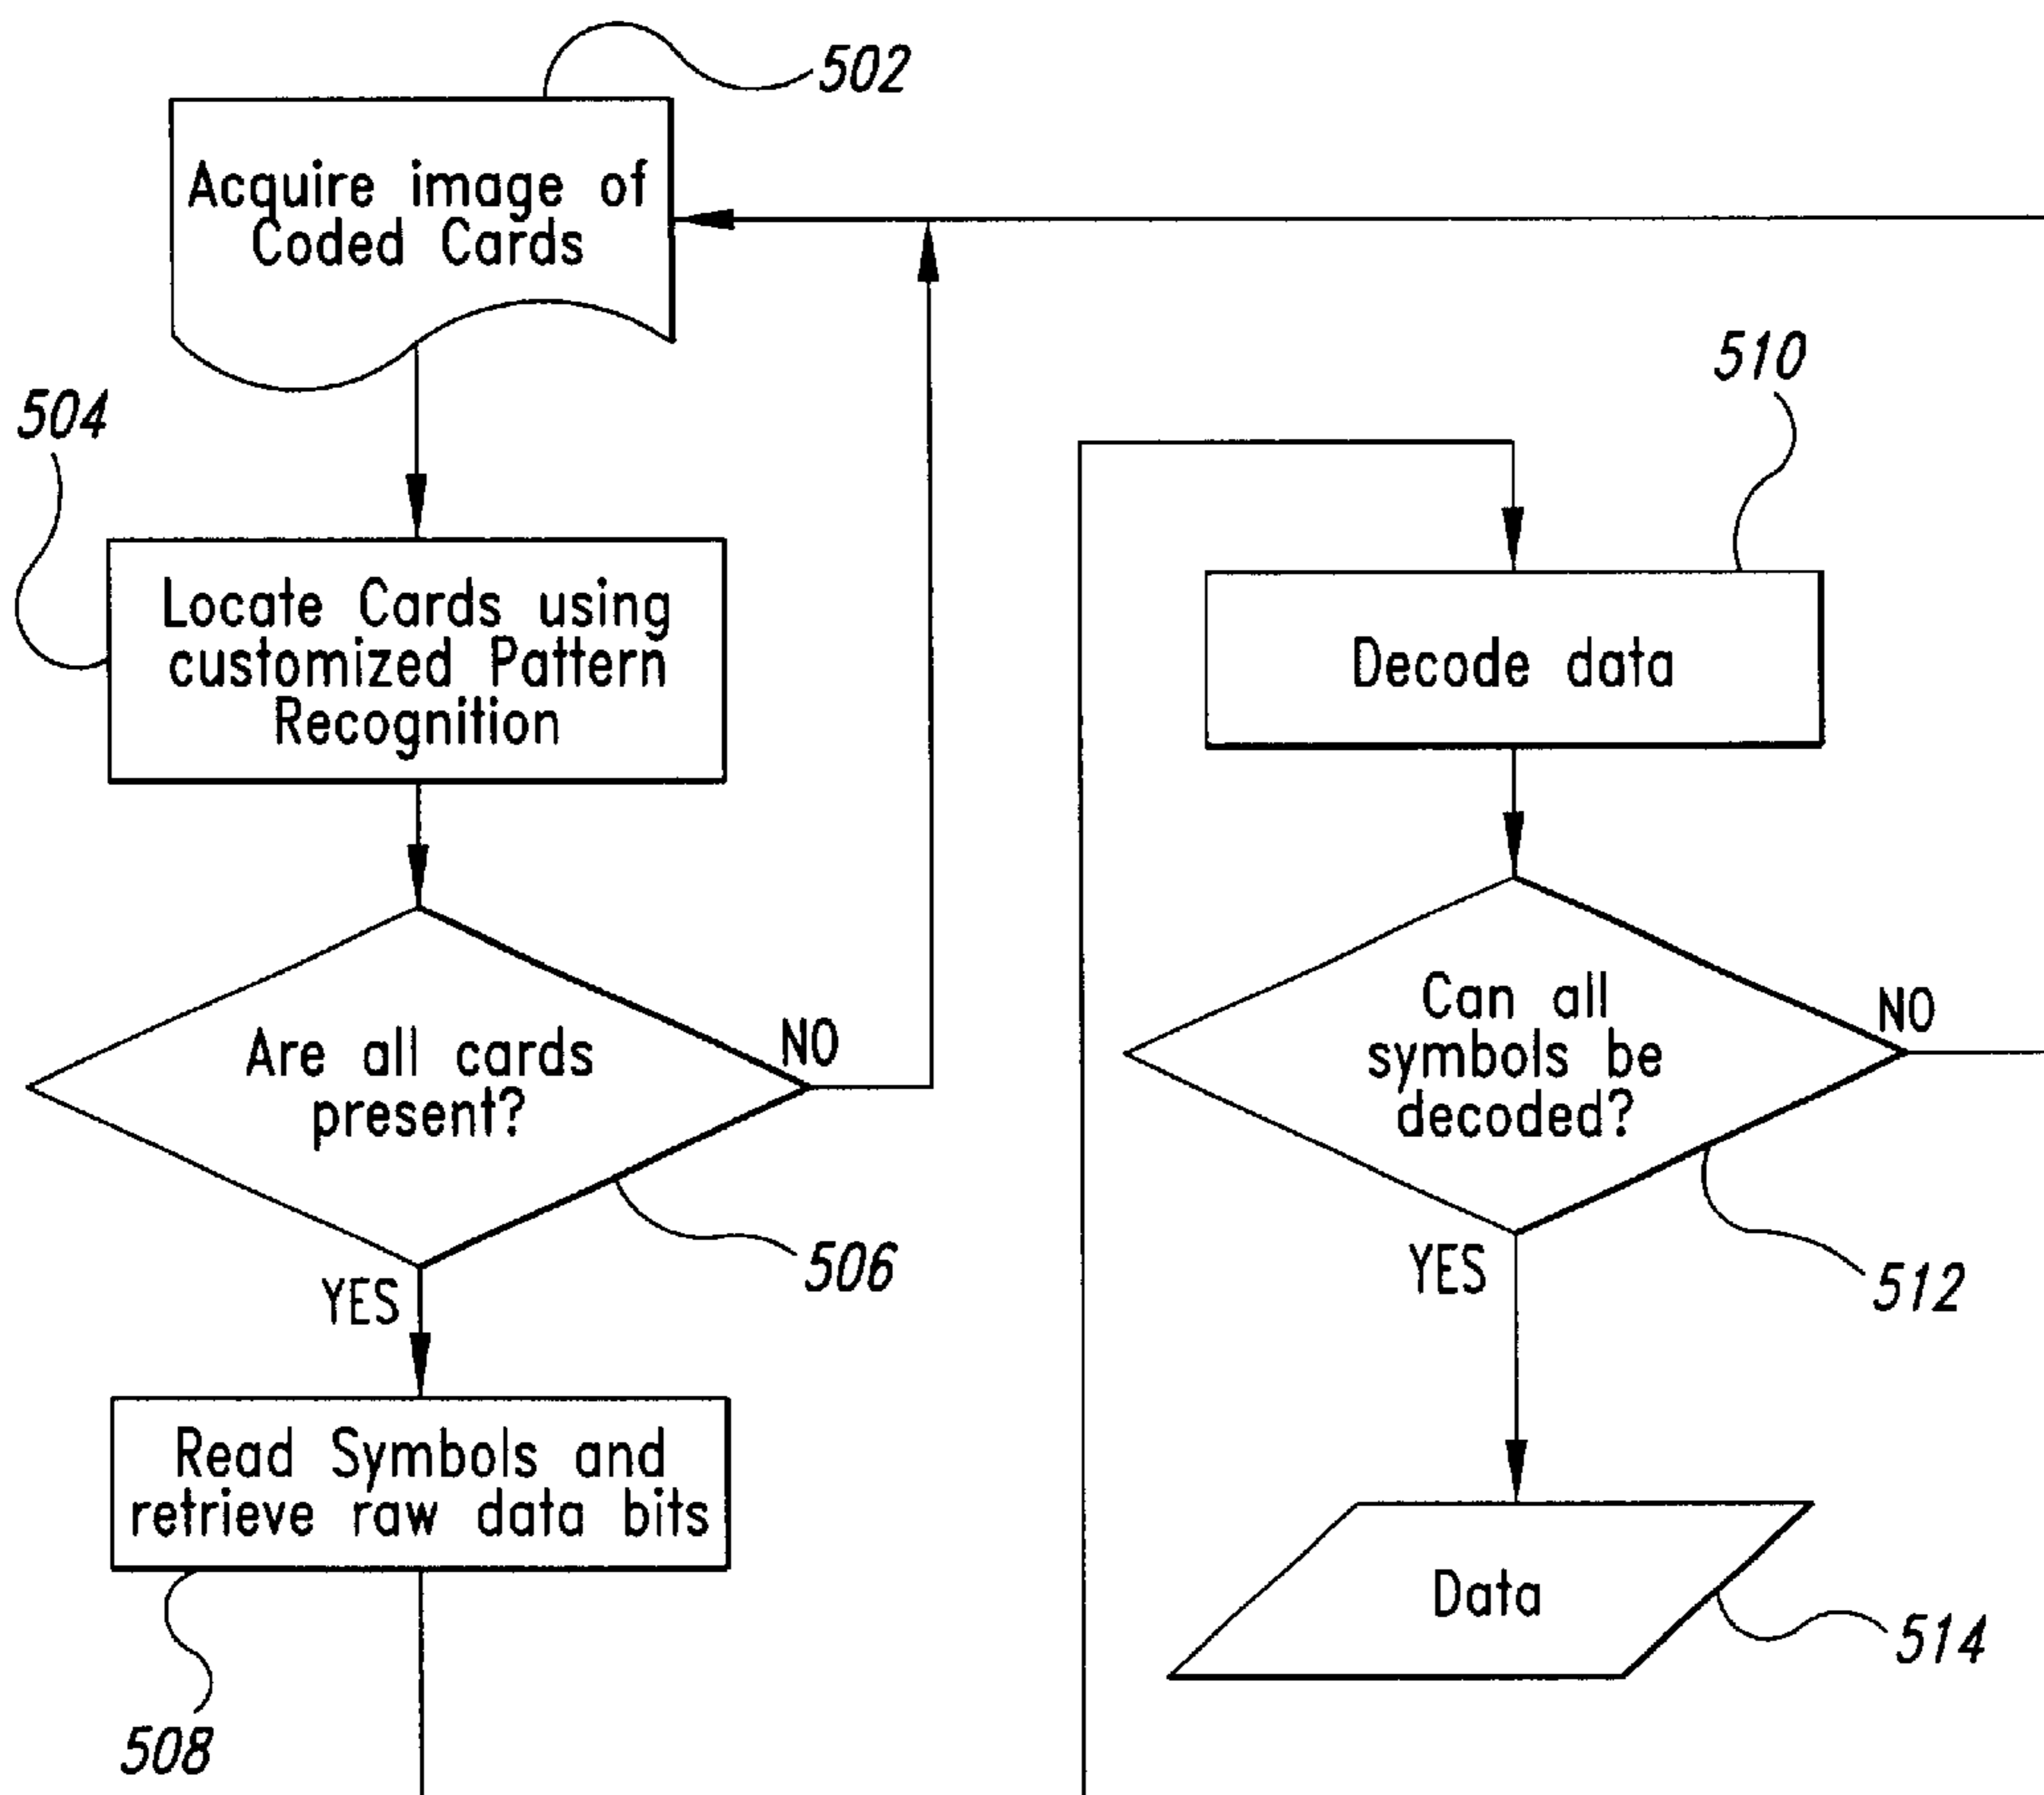 502
Acquire image of
Coded Cards
504
Locate Cards using
customized Pattern
Recognition
Are all cards
present?
NO
506
YES
Read Symbols and
retrieve raw data bits
508
510
Decode data
Can all
symbols be
decoded?
NO
512
YES
Data
514